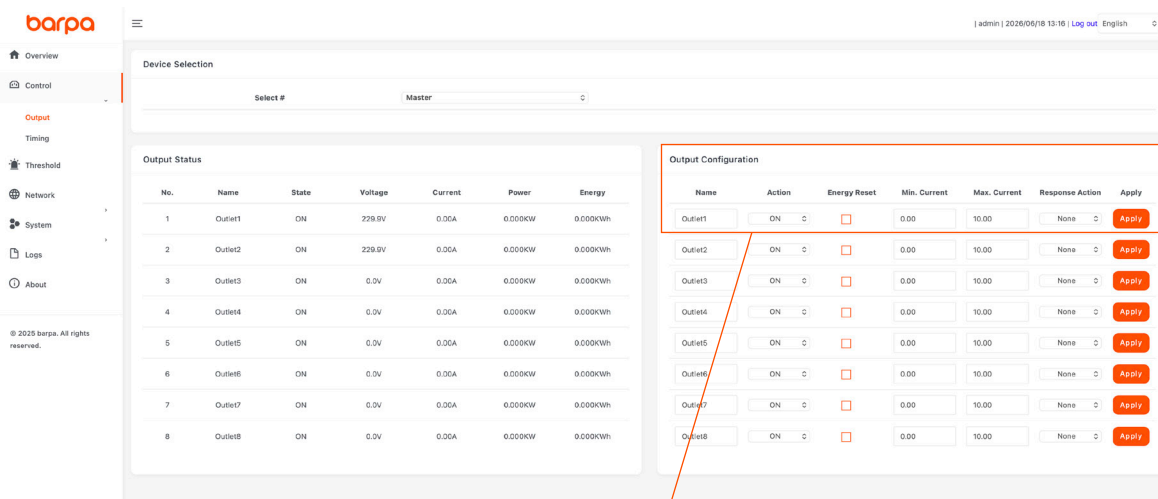 barpa
| admin | 2026/06/18 13:16 | Log out English
Overview
Control
Output
Timing
Threshold
Network
System
Logs
About
© 2025 barpa. All rights
reserved.
Device Selection
Select # Master
Output Status
No. Name State Voltage Current Power Energy
1 Outlet1 ON 229.9V 0.00A 0.000KW 0.000KWh
2 Outlet2 ON 229.9V 0.00A 0.000KW 0.000KWh
3 Outlet3 ON 0.0V 0.00A 0.000KW 0.000KWh
4 Outlet4 ON 0.0V 0.00A 0.000KW 0.000KWh
5 Outlet5 ON 0.0V 0.00A 0.000KW 0.000KWh
6 Outlet6 ON 0.0V 0.00A 0.000KW 0.000KWh
7 Outlet7 ON 0.0V 0.00A 0.000KW 0.000KWh
8 Outlet8 ON 0.0V 0.00A 0.000KW 0.000KWh
Output Configuration
Name Action Energy Reset Min. Current Max. Current Response Action Apply
Outlet1 ON 0.00 10.00 None Apply
Outlet2 ON 0.00 10.00 None Apply
Outlet3 ON 0.00 10.00 None Apply
Outlet4 ON 0.00 10.00 None Apply
Outlet5 ON 0.00 10.00 None Apply
Outlet6 ON 0.00 10.00 None Apply
Outlet7 ON 0.00 10.00 None Apply
Outlet8 ON 0.00 10.00 None Apply